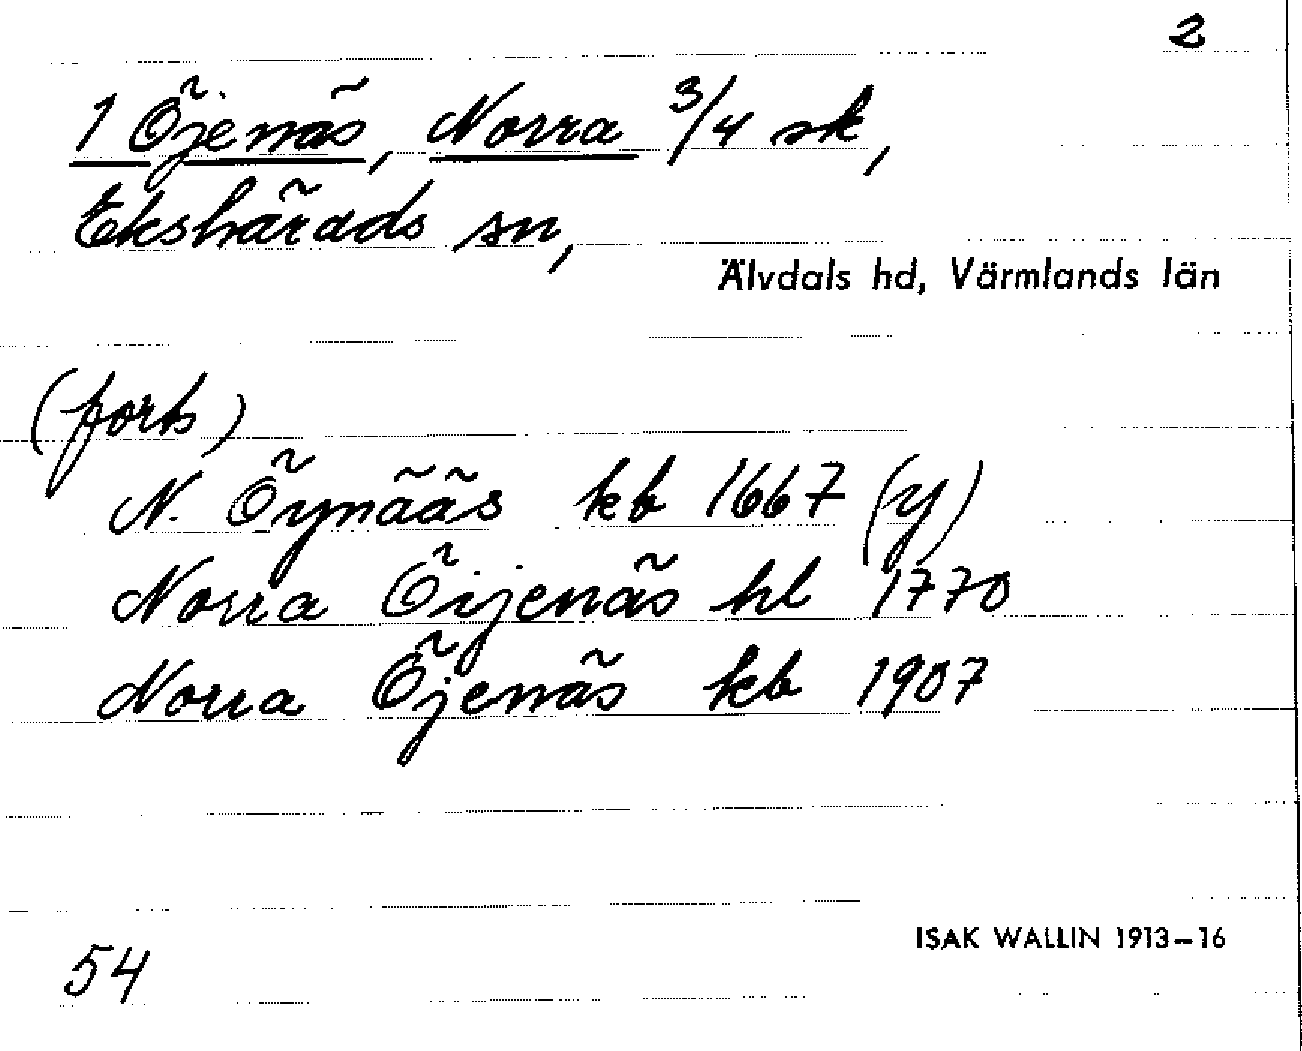 2
1 Öjenäs, Norra 3/4 sk,
Ekshärads sn,
Älvdals hd, Värmlands län
(forts)
N. Öynääs kb 1667 (y)
Norra Öijenäs hl 1770
Norra Öjenäs kb 1907
ISAK WALLIN 1913–16
54